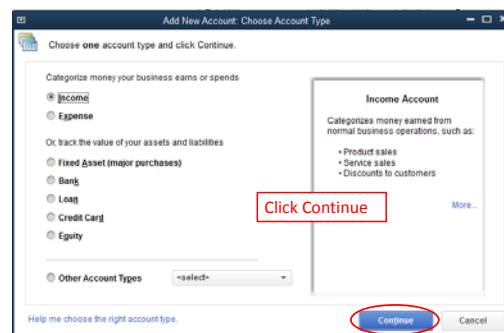 Add New Account: Choose Account Type
Choose one account type and click Continue.
Categorize money your business earns or spends
Income
Expense
Or, track the value of your assets and liabilities
Fixed Asset (major purchases)
Bank
Loan
Credit Card
Equity
Other Account Types
<select>
Income Account
Categorizes money earned from
normal business operations, such as:
• Product sales
• Service sales
• Discounts to customers
More...
Click Continue
Help me choose the right account type.
Continue
Cancel